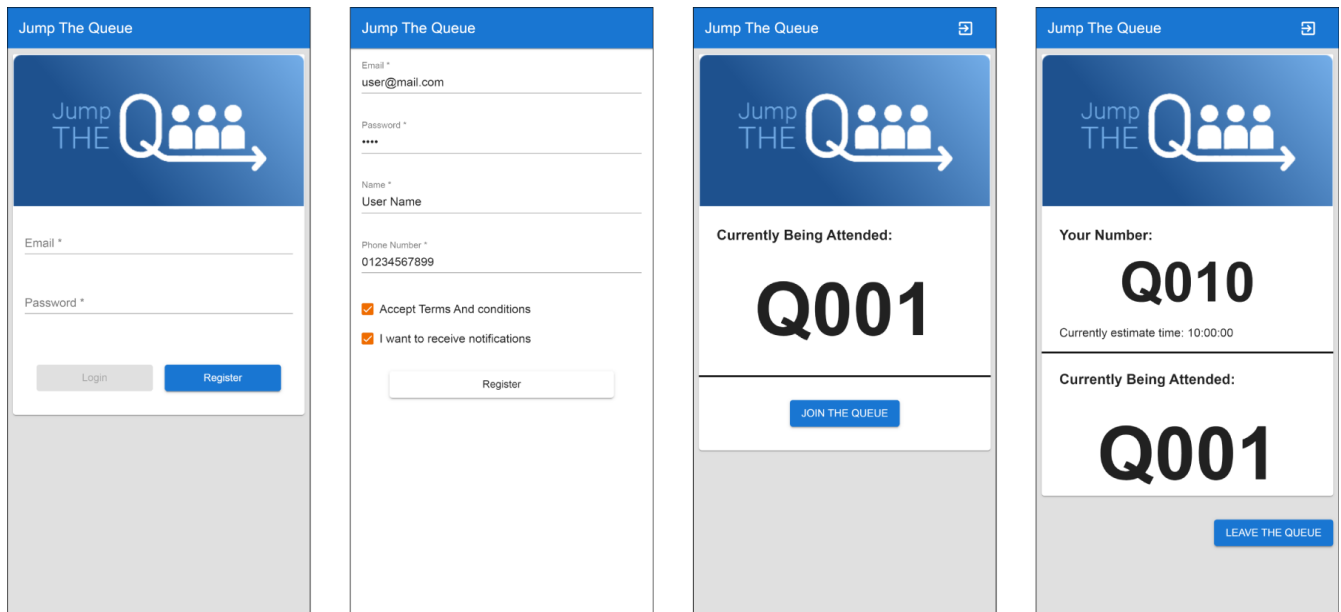 Jump The Queue
Jump
THE Q
Email *
Password *
Login Register
Jump The Queue
Email *
user@mail.com
Password *
••••
Name *
User Name
Phone Number *
01234567899
Accept Terms And conditions
I want to receive notifications
Register
Jump The Queue
Jump
THE Q
Currently Being Attended:
Q001
JOIN THE QUEUE
Jump The Queue
Jump
THE Q
Your Number:
Q010
Currently estimate time: 10:00:00
Currently Being Attended:
Q001
LEAVE THE QUEUE